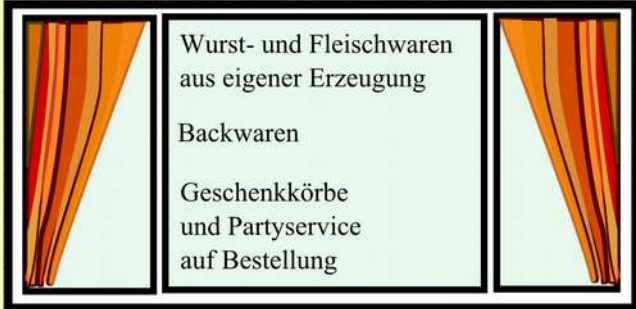 Wurst- und Fleischwaren
aus eigener Erzeugung
Backwaren
Geschenkkörbe
und Partyservice
auf Bestellung